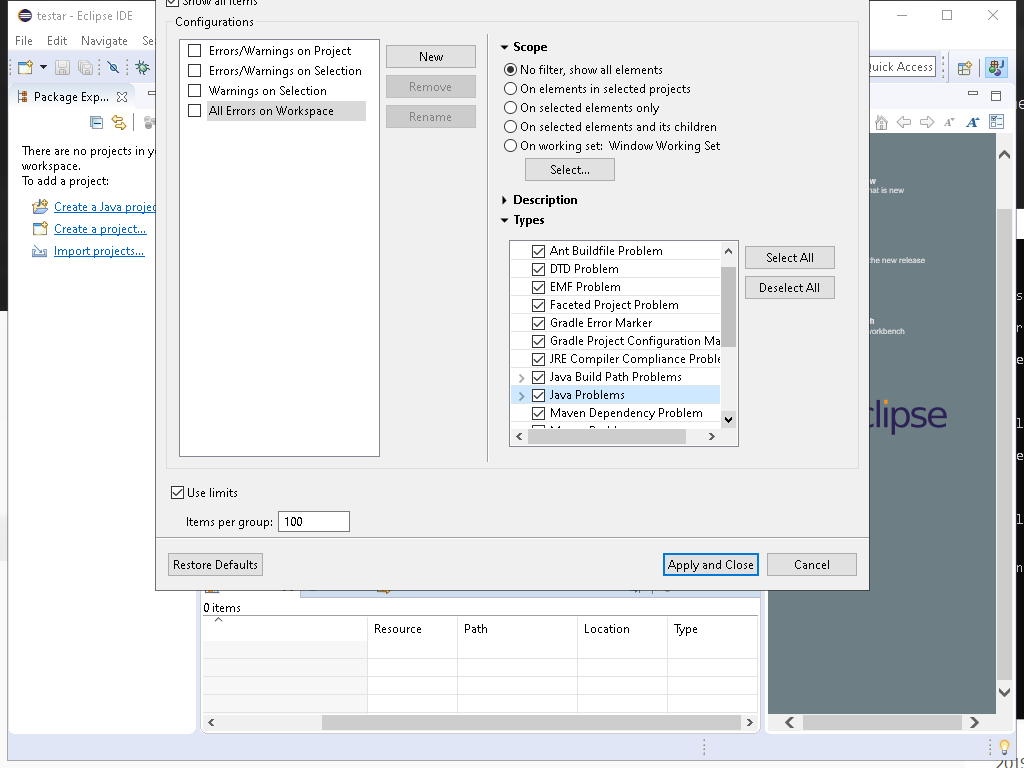 testar - Eclipse IDE
Show all items
File Edit Navigate
Configurations
Errors/Warnings on Project
Errors/Warnings on Selection
Warnings on Selection
All Errors on Workspace
New
Remove
Rename
Scope
No filter, show all elements
On elements in selected projects
On selected elements only
On selected elements and its children
On working set: Window Working Set
Select...
Description
Types
Ant Buildfile Problem
DTD Problem
EMF Problem
Faceted Project Problem
Gradle Error Marker
Gradle Project Configuration Ma
JRE Compiler Compliance Proble
Java Build Path Problems
Java Problems
Maven Dependency Problem
Select All
Deselect All
Use limits
Items per group: 100
Restore Defaults
Apply and Close
Cancel
Quick Access
Package Exp...
There are no projects in y
workspace.
To add a project:
Create a Java projec
Create a project...
Import projects...
w
hat is new
the new release
h
workbench
clipse
0 items
Resource Path Location Type
2019